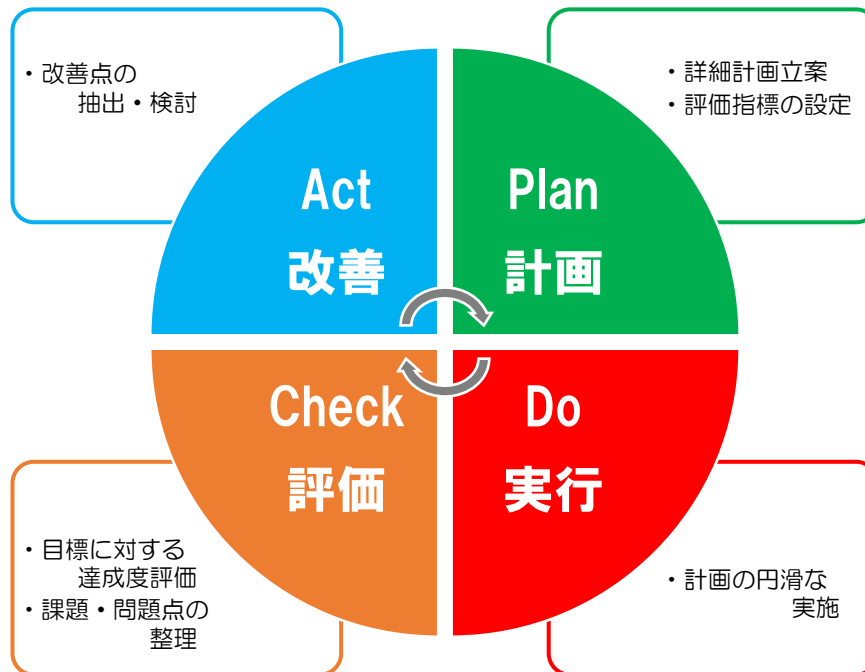 ・改善点の
抽出・検討
・詳細計画立案
・評価指標の設定
Act
改善
Plan
計画
Check
評価
Do
実行
・目標に対する
達成度評価
・課題・問題点の
整理
・計画の円滑な
実施